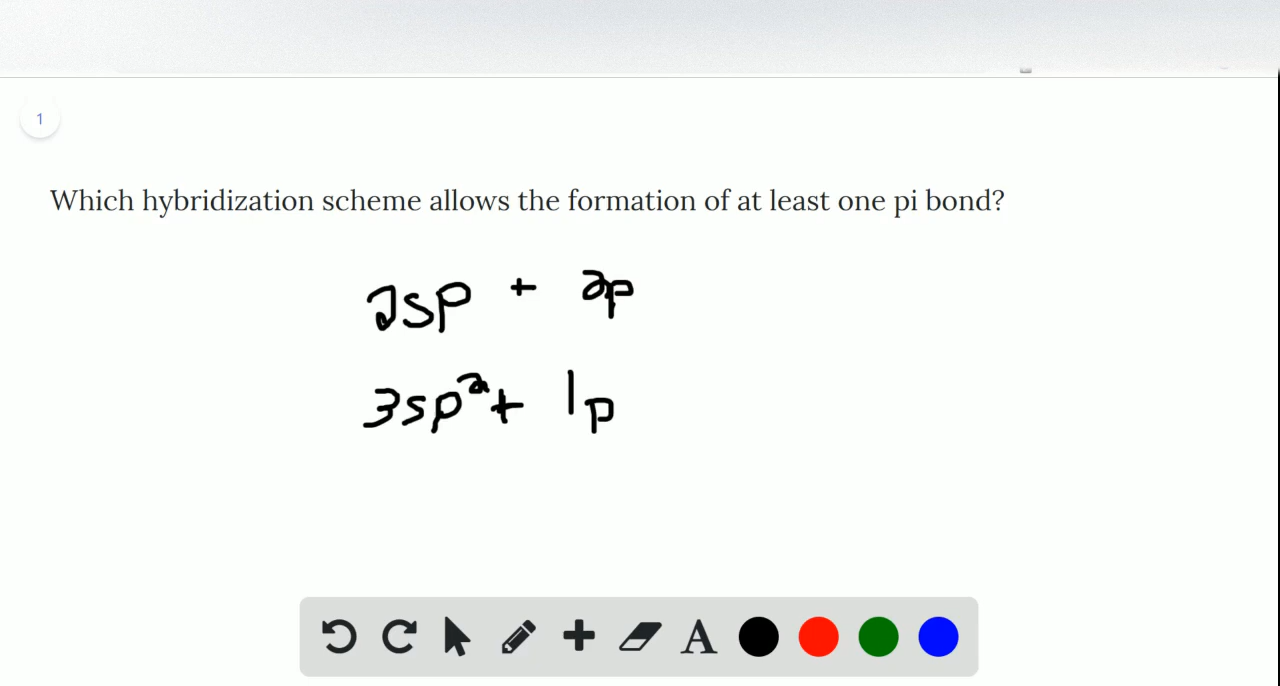 1
Which hybridization scheme allows the formation of at least one pi bond?
2sp + 2p
3sp² + 1p
A